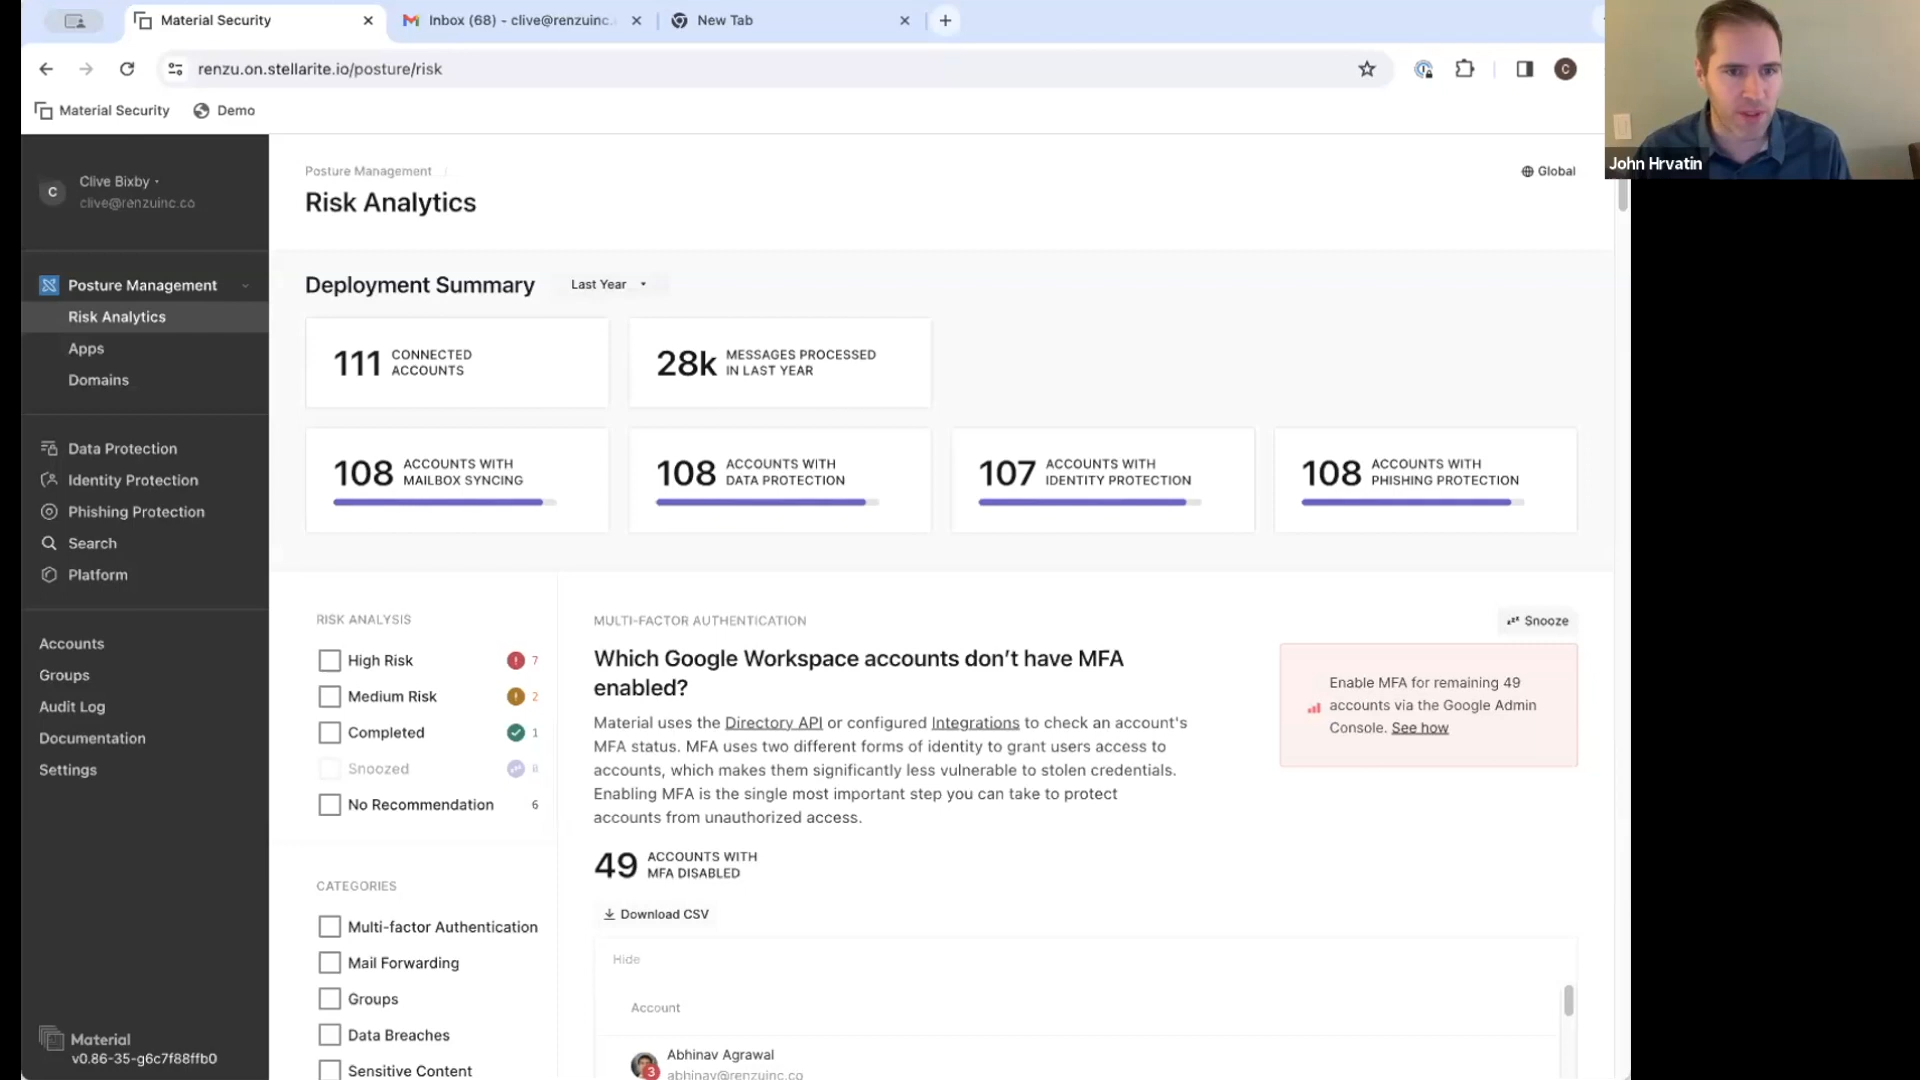 Material Security
Inbox (68) - clive@renzuinc.
New Tab
renzu.on.stellarite.io/posture/risk
C
Material Security
Demo
John Hrvatin
C
Clive Bixby
clive@renzuinc.co
Posture Management
Risk Analytics
Apps
Domains
Data Protection
Identity Protection
Phishing Protection
Search
Platform
Accounts
Groups
Audit Log
Documentation
Settings
Material
v0.86-35-g6c7f88ffb0
Posture Management /
Global
Risk Analytics
Deployment Summary
Last Year
111 CONNECTED
ACCOUNTS
28k MESSAGES PROCESSED
IN LAST YEAR
108 ACCOUNTS WITH
MAILBOX SYNCING
108 ACCOUNTS WITH
DATA PROTECTION
107 ACCOUNTS WITH
IDENTITY PROTECTION
108 ACCOUNTS WITH
PHISHING PROTECTION
RISK ANALYSIS
High Risk 7
Medium Risk 2
Completed 1
Snoozed
No Recommendation 6
CATEGORIES
Multi-factor Authentication
Mail Forwarding
Groups
Data Breaches
Sensitive Content
MULTI-FACTOR AUTHENTICATION
Snooze
Which Google Workspace accounts don't have MFA
enabled?
Material uses the Directory API or configured Integrations to check an account's
MFA status. MFA uses two different forms of identity to grant users access to
accounts, which makes them significantly less vulnerable to stolen credentials.
Enabling MFA is the single most important step you can take to protect
accounts from unauthorized access.
Enable MFA for remaining 49
accounts via the Google Admin
Console. See how
49 ACCOUNTS WITH
MFA DISABLED
Download CSV
Hide
Account
3
Abhinav Agrawal
abhinav@renzuinc.co